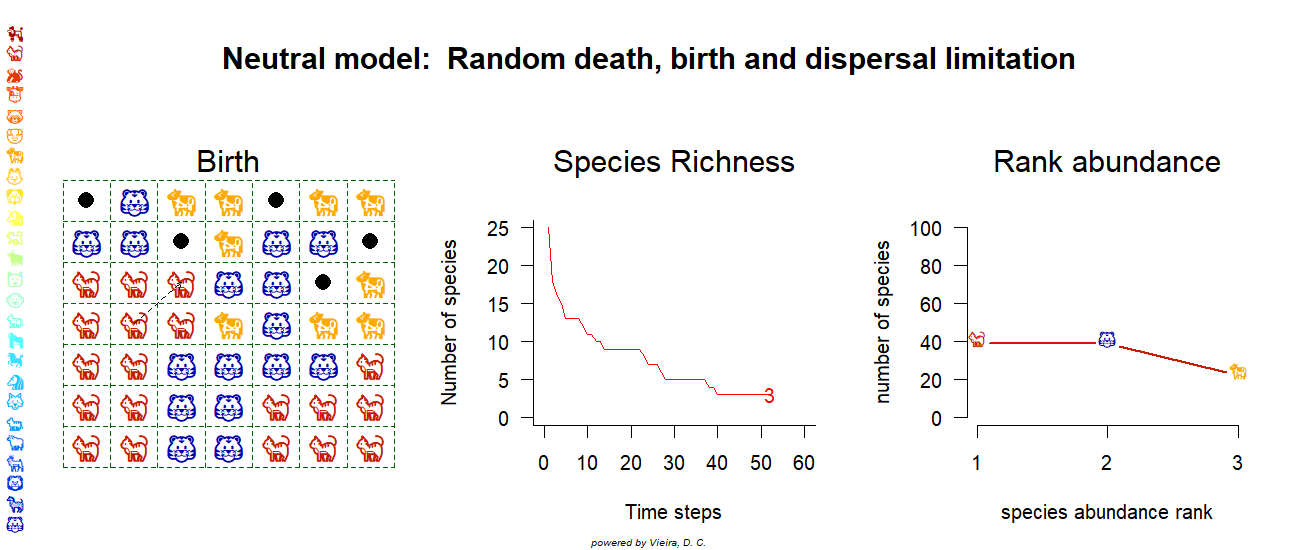 Neutral model:  Random death, birth and dispersal limitation
Birth
Species Richness
Rank abundance
Number of species
25
20
15
10
5
0
3
0 10 20 30 40 50 60
Time steps
number of species
100
80
60
40
20
0
1 2 3
species abundance rank
powered by Vieira, D. C.